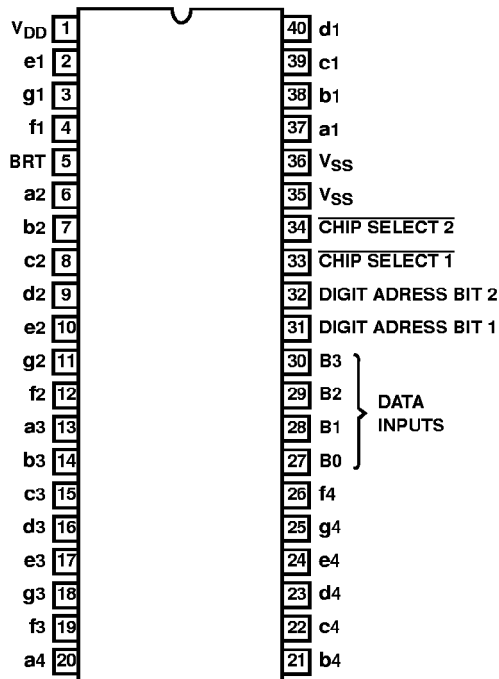 VDD 1 40 d1
e1 2 39 c1
g1 3 38 b1
f1 4 37 a1
BRT 5 36 VSS
a2 6 35 VSS
b2 7 34 CHIP SELECT 2
c2 8 33 CHIP SELECT 1
d2 9 32 DIGIT ADRESS BIT 2
e2 10 31 DIGIT ADRESS BIT 1
g2 11 30 B3
f2 12 29 B2 DATA
a3 13 28 B1 INPUTS
b3 14 27 B0
c3 15 26 f4
d3 16 25 g4
e3 17 24 e4
g3 18 23 d4
f3 19 22 c4
a4 20 21 b4